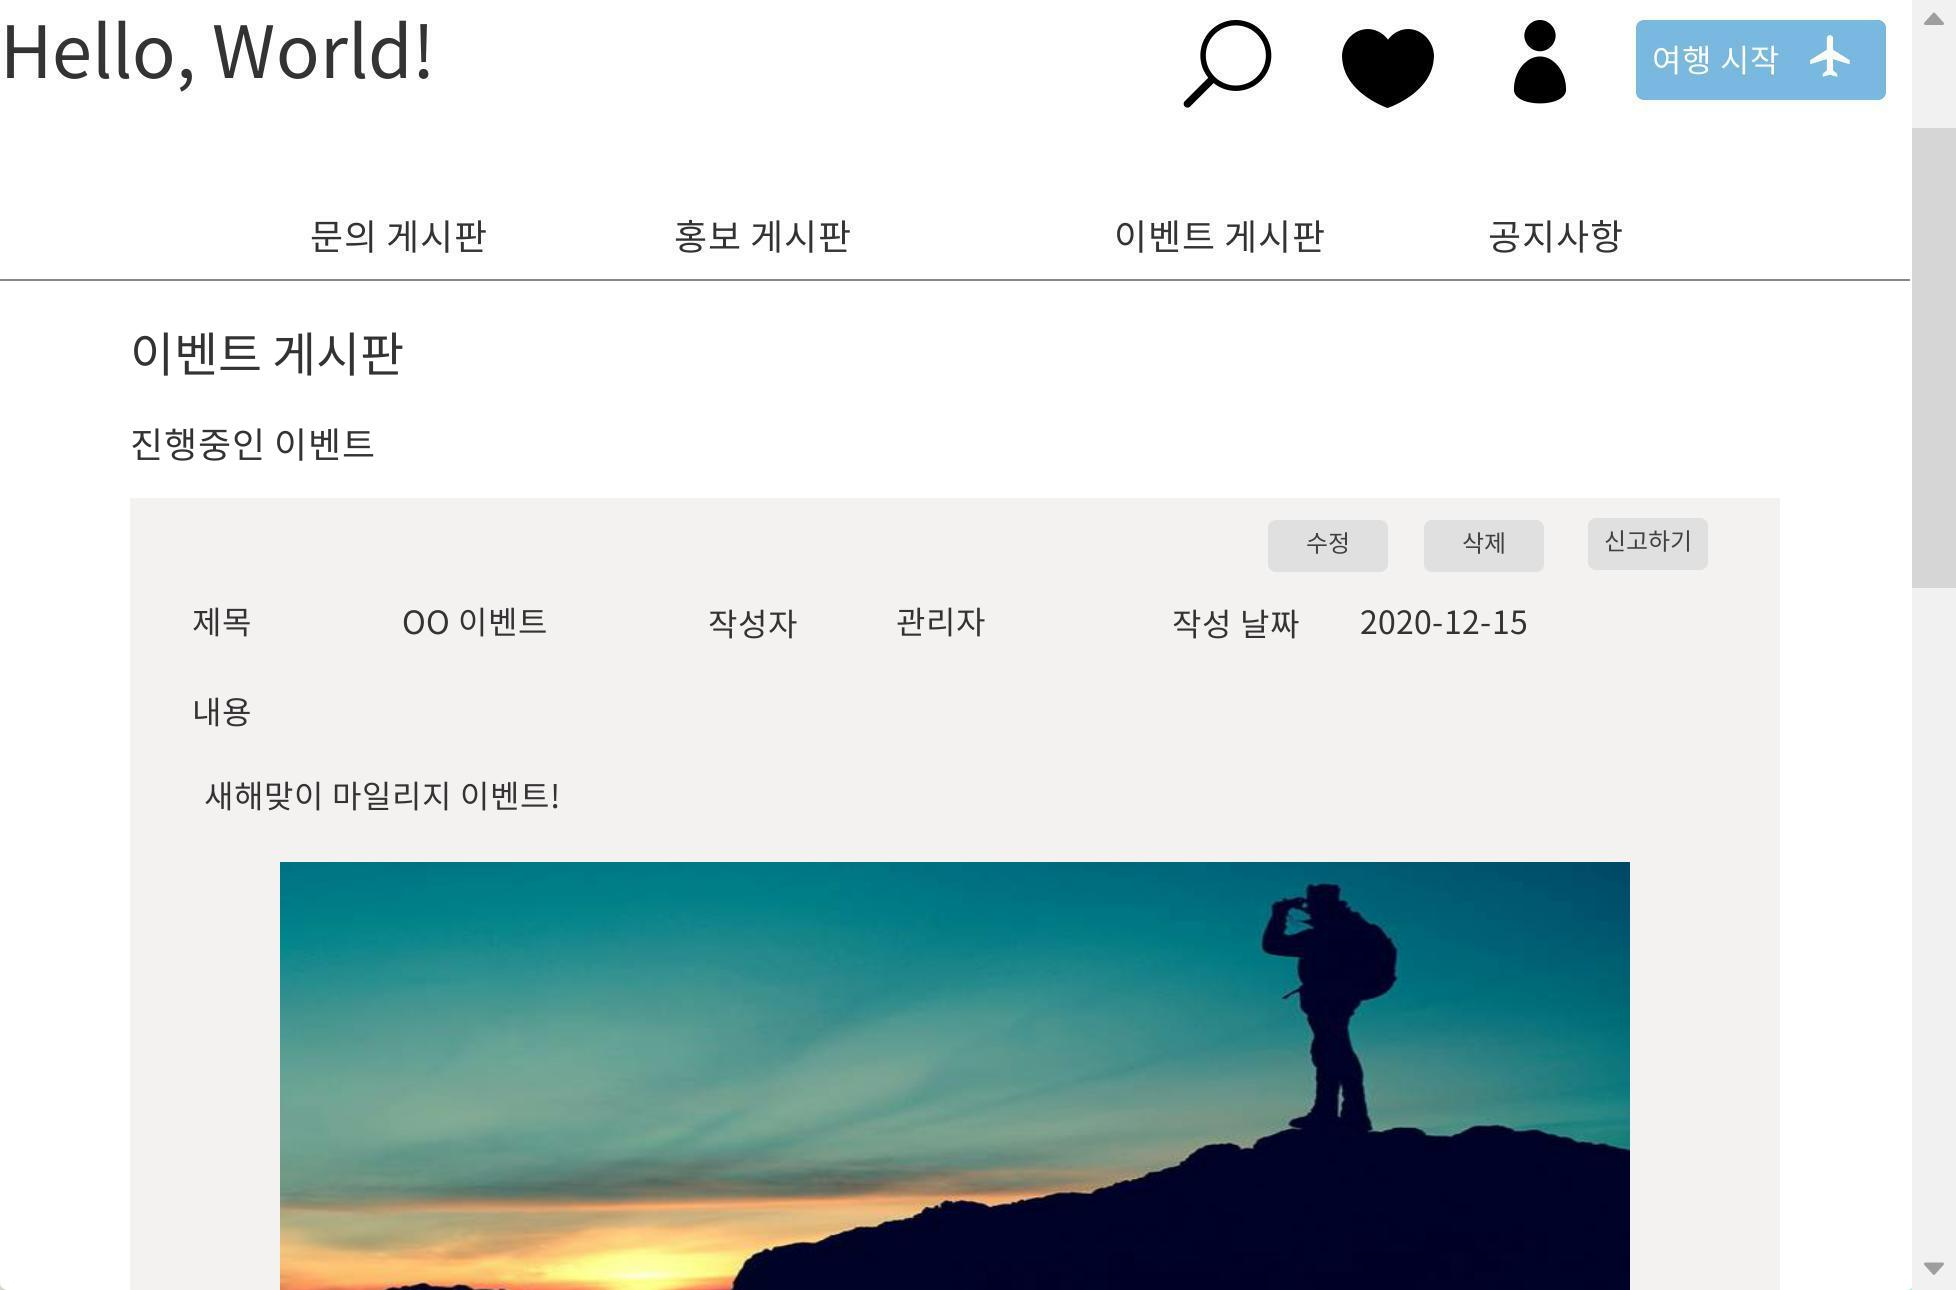 Hello, World!
여행 시작
문의 게시판 홍보 게시판 이벤트 게시판 공지사항
이벤트 게시판
진행중인 이벤트
수정 삭제 신고하기
제목 OO 이벤트 작성자 관리자 작성 날짜 2020-12-15
내용
새해맞이 마일리지 이벤트!